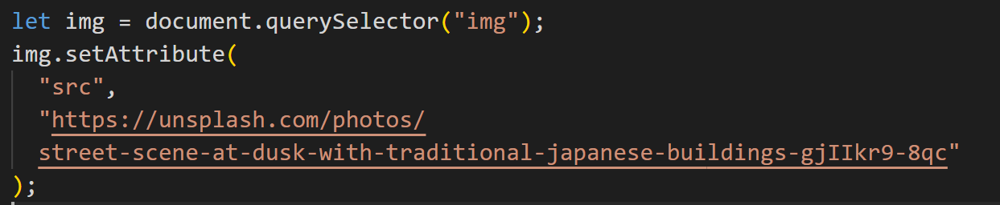 let img = document.querySelector("img");
img.setAttribute(
"src",
"https://unsplash.com/photos/
street-scene-at-dusk-with-traditional-japanese-buildings-gjIIkr9-8qc"
);